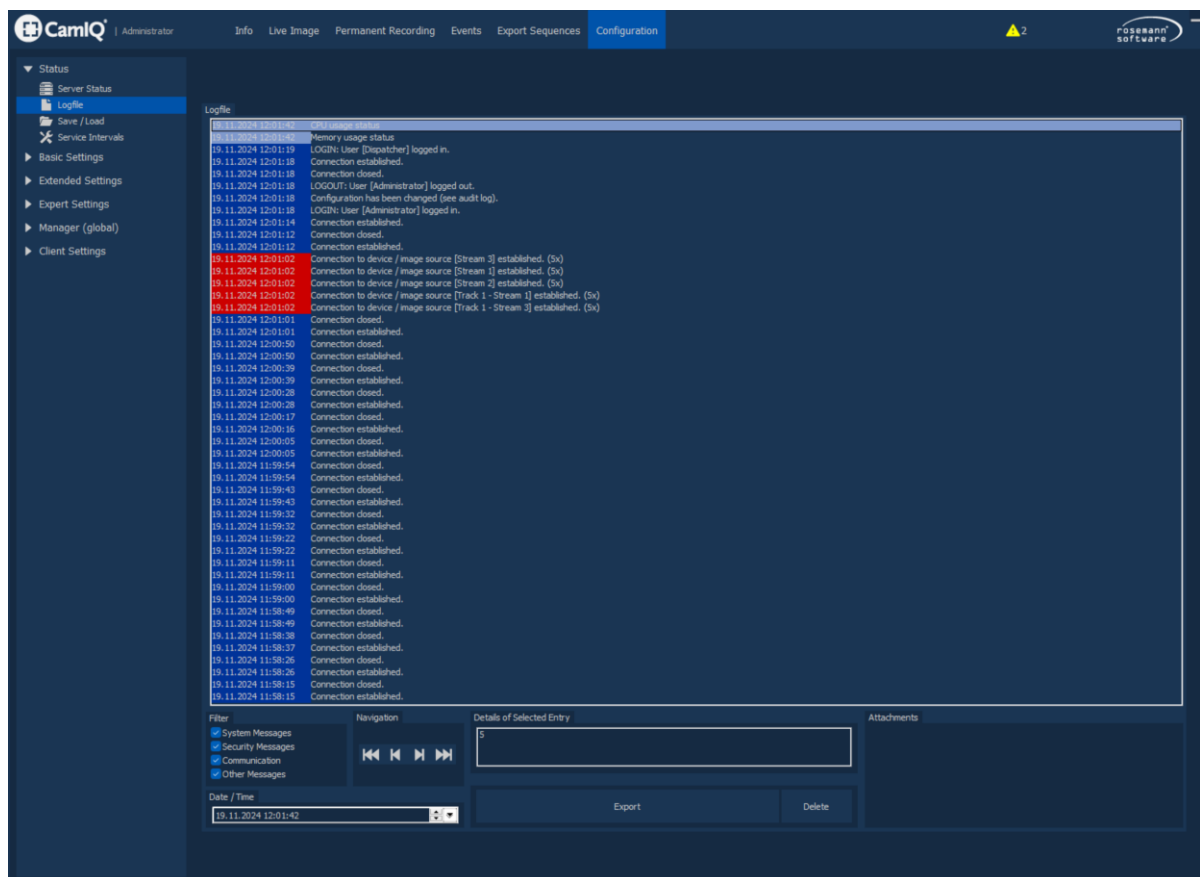 CamIQ | Administrator
Info Live Image Permanent Recording Events Export Sequences Configuration
2
rosemann software
Status
Server Status
Logfile
Save / Load
Service Intervals
Basic Settings
Extended Settings
Expert Settings
Manager (global)
Client Settings
Logfile
19.11.2024 12:01:42 CPU usage status
19.11.2024 12:01:42 Memory usage status
19.11.2024 12:01:19 LOGIN: User [Dispatcher] logged in.
19.11.2024 12:01:18 Connection established.
19.11.2024 12:01:18 Connection closed.
19.11.2024 12:01:18 LOGOUT: User [Administrator] logged out.
19.11.2024 12:01:18 Configuration has been changed (see audit log).
19.11.2024 12:01:18 LOGIN: User [Administrator] logged in.
19.11.2024 12:01:14 Connection established.
19.11.2024 12:01:12 Connection closed.
19.11.2024 12:01:12 Connection established.
19.11.2024 12:01:02 Connection to device / image source [Stream 3] established. (5x)
19.11.2024 12:01:02 Connection to device / image source [Stream 1] established. (5x)
19.11.2024 12:01:02 Connection to device / image source [Stream 2] established. (5x)
19.11.2024 12:01:02 Connection to device / image source [Track 1 - Stream 1] established. (5x)
19.11.2024 12:01:02 Connection to device / image source [Track 1 - Stream 3] established. (5x)
19.11.2024 12:01:01 Connection closed.
19.11.2024 12:01:01 Connection established.
19.11.2024 12:00:50 Connection closed.
19.11.2024 12:00:50 Connection established.
19.11.2024 12:00:39 Connection closed.
19.11.2024 12:00:39 Connection established.
19.11.2024 12:00:28 Connection closed.
19.11.2024 12:00:28 Connection established.
19.11.2024 12:00:17 Connection closed.
19.11.2024 12:00:16 Connection established.
19.11.2024 12:00:05 Connection closed.
19.11.2024 12:00:05 Connection established.
19.11.2024 11:59:54 Connection closed.
19.11.2024 11:59:54 Connection established.
19.11.2024 11:59:43 Connection closed.
19.11.2024 11:59:43 Connection established.
19.11.2024 11:59:32 Connection closed.
19.11.2024 11:59:32 Connection established.
19.11.2024 11:59:22 Connection closed.
19.11.2024 11:59:22 Connection established.
19.11.2024 11:59:11 Connection closed.
19.11.2024 11:59:11 Connection established.
19.11.2024 11:59:00 Connection closed.
19.11.2024 11:59:00 Connection established.
19.11.2024 11:58:49 Connection closed.
19.11.2024 11:58:49 Connection established.
19.11.2024 11:58:38 Connection closed.
19.11.2024 11:58:37 Connection established.
19.11.2024 11:58:26 Connection closed.
19.11.2024 11:58:26 Connection established.
19.11.2024 11:58:15 Connection closed.
19.11.2024 11:58:15 Connection established.
Filter
System Messages
Security Messages
Communication
Other Messages
Navigation
Details of Selected Entry
5
Attachments
Date / Time
19.11.2024 12:01:42
Export
Delete